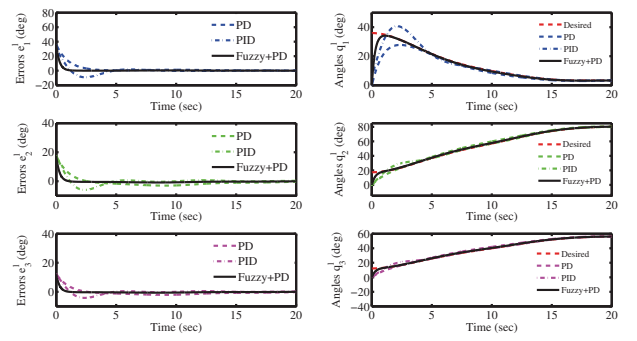 Errors e₁¹ (deg)
80
60
40
20
0
−20
PD
PID
Fuzzy+PD
0 5 10 15 20
Time (sec)
Angles q₁¹ (deg)
60
40
20
0
Desired
PD
PID
Fuzzy+PD
0 5 10 15 20
Time (sec)
Errors e₂¹ (deg)
40
20
0
PD
PID
Fuzzy+PD
0 5 10 15 20
Time (sec)
Angles q₂¹ (deg)
80
60
40
20
0
Desired
PD
PID
Fuzzy+PD
0 5 10 15 20
Time (sec)
Errors e₃¹ (deg)
40
20
0
PD
PID
Fuzzy+PD
0 5 10 15 20
Time (sec)
Angles q₃¹ (deg)
60
40
20
0
−20
−40
Desired
PD
PID
Fuzzy+PD
0 5 10 15 20
Time (sec)